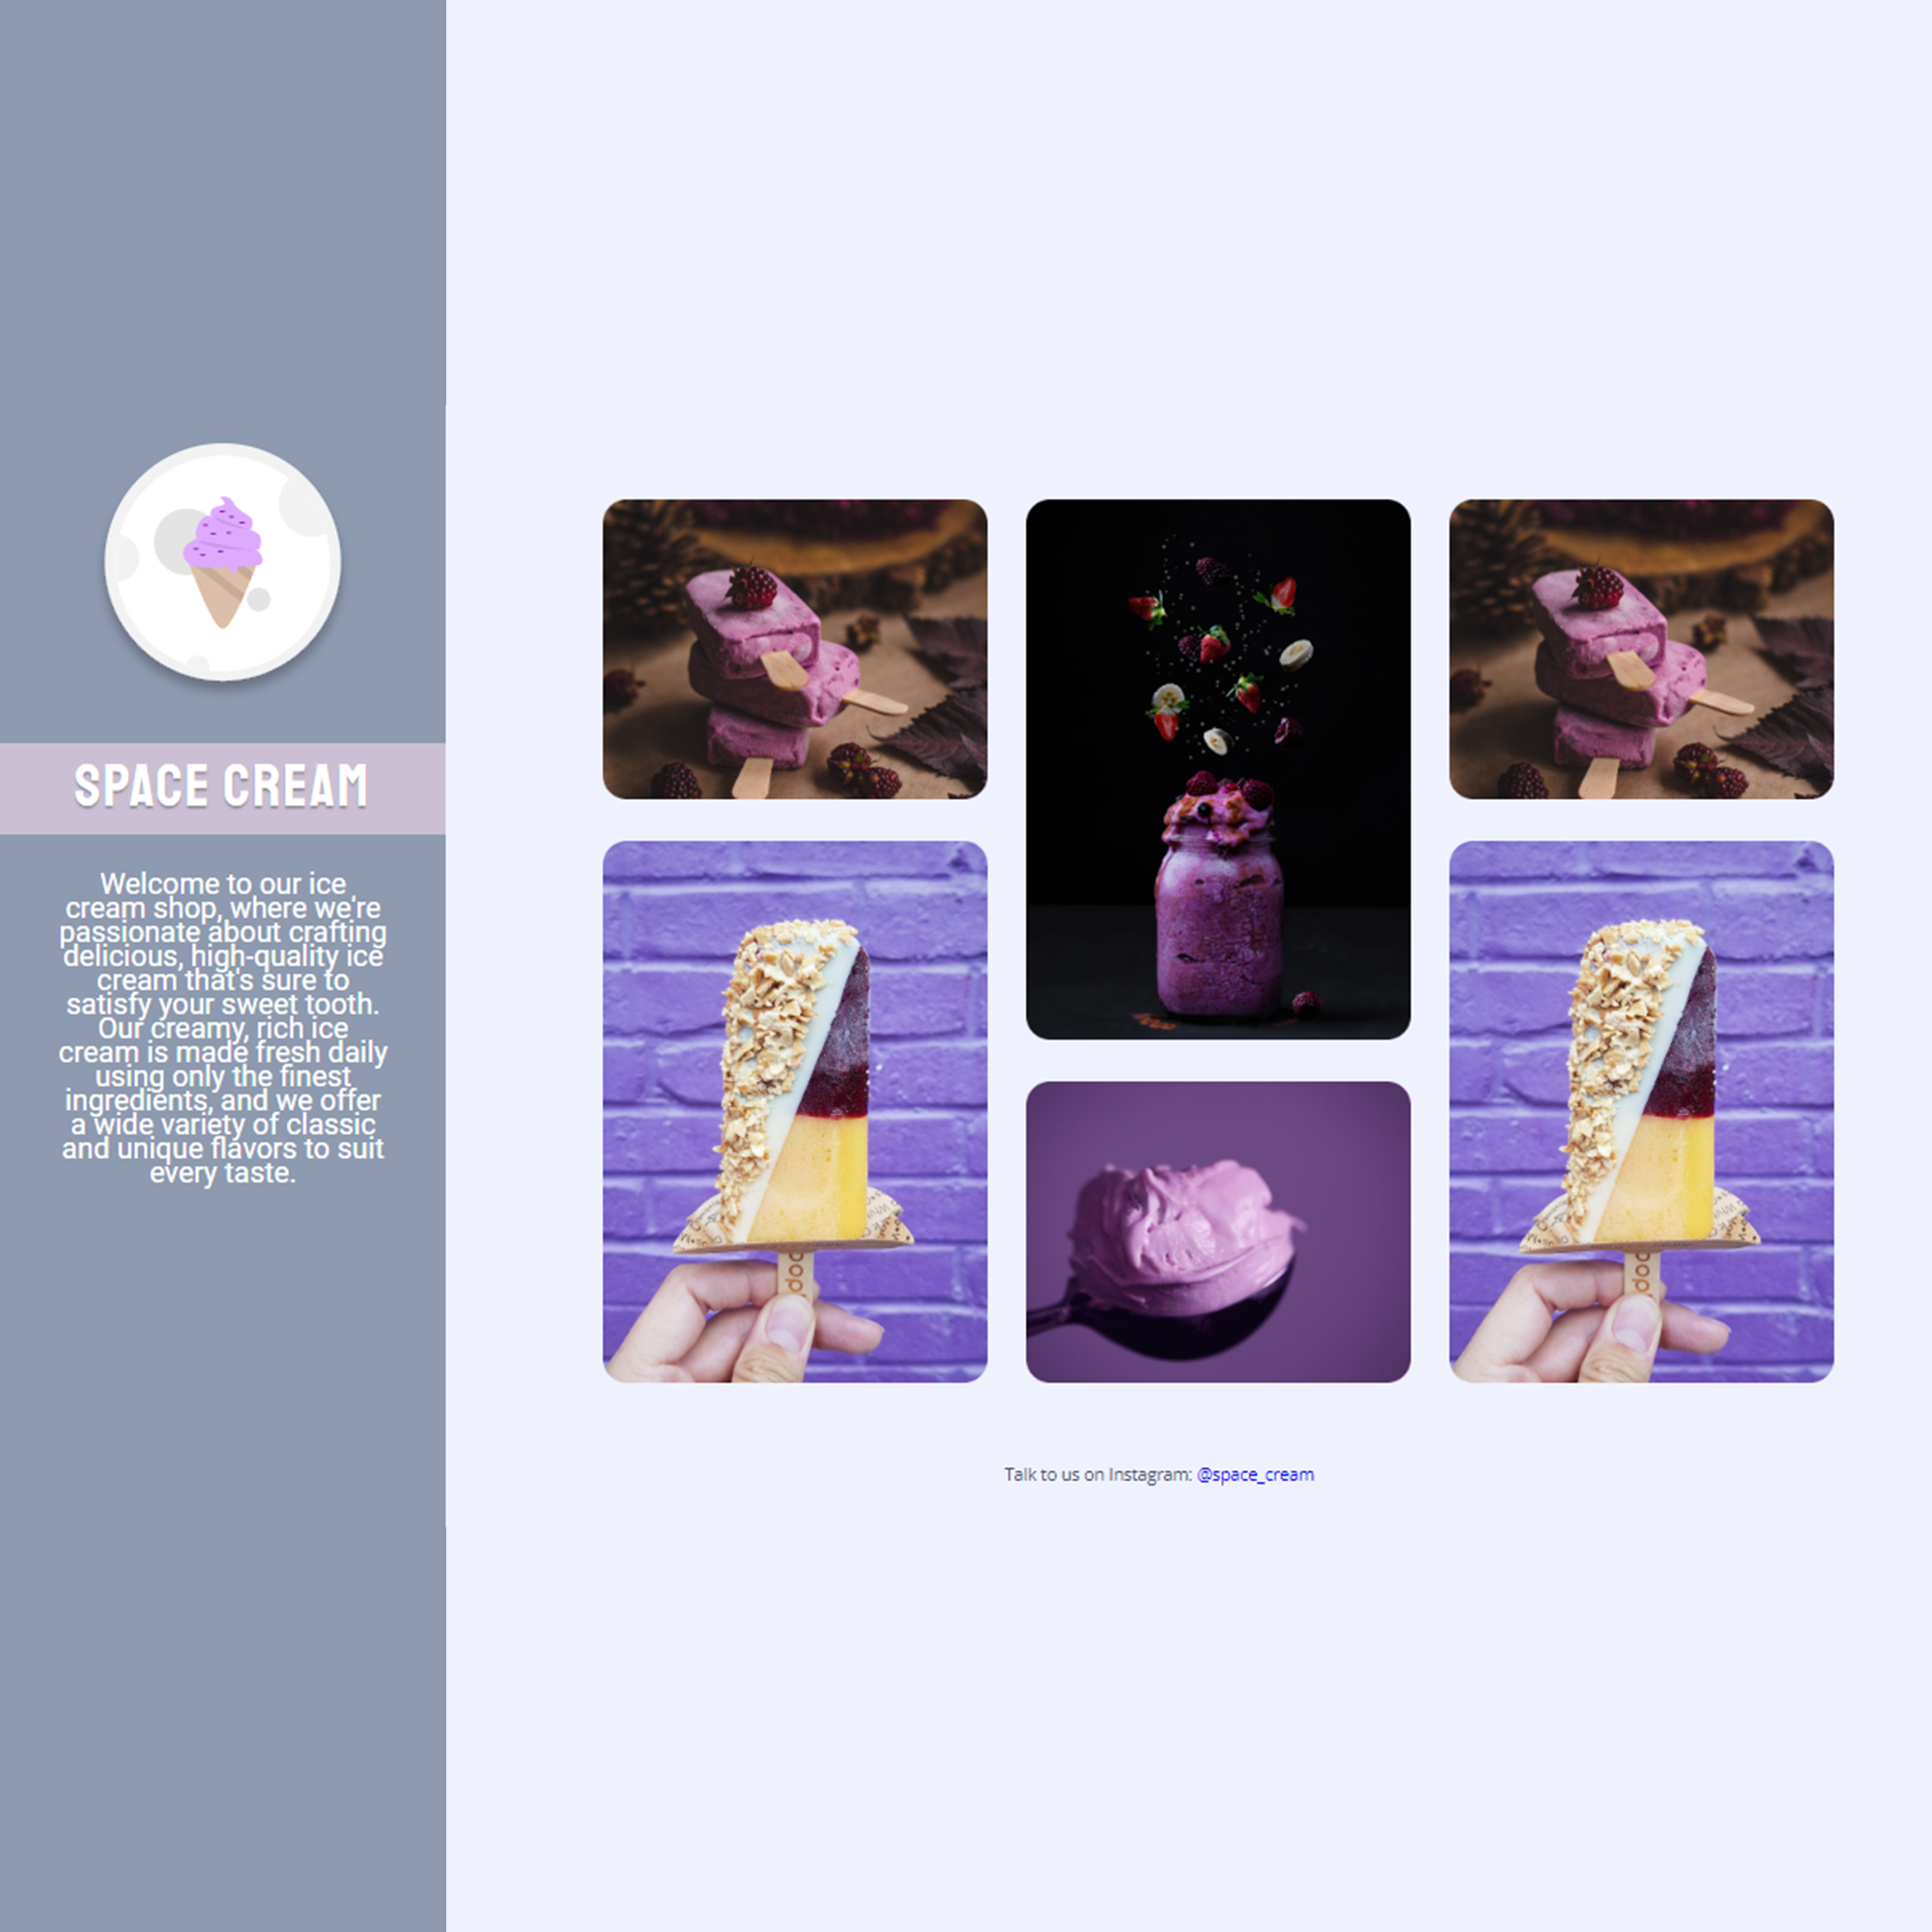 SPACE CREAM
Welcome to our ice
cream shop, where we're
passionate about crafting
delicious, high-quality ice
cream that's sure to
satisfy your sweet tooth.
Our creamy, rich ice
cream is made fresh daily
using only the finest
ingredients, and we offer
a wide variety of classic
and unique flavors to suit
every taste.
Talk to us on Instagram: @space_cream